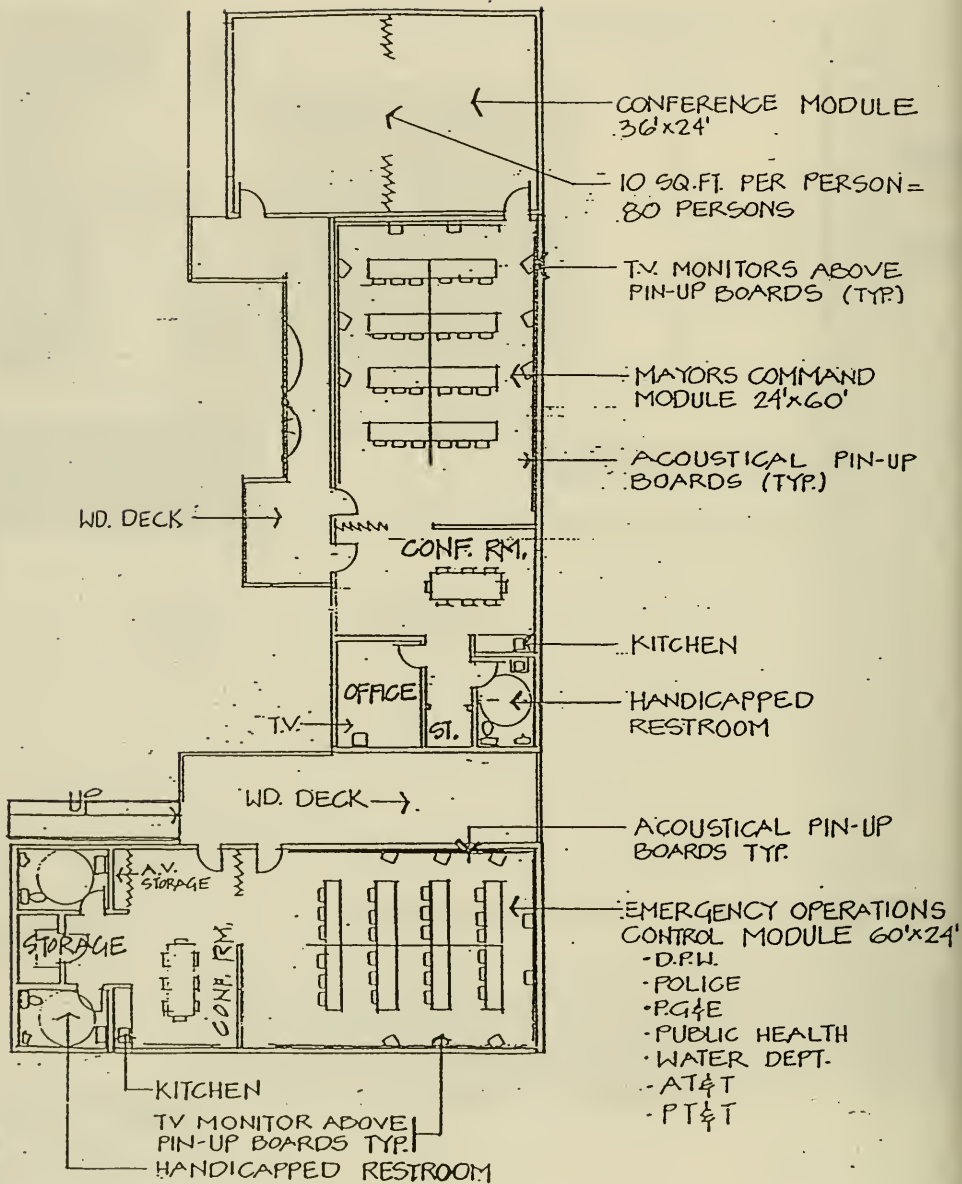 CONFERENCE MODULE
36'x24'
10 SQ.FT. PER PERSON =
80 PERSONS
T.V. MONITORS ABOVE
PIN-UP BOARDS (TYP.)
MAYORS COMMAND
MODULE 24'x60'
ACOUSTICAL PIN-UP
BOARDS (TYP.)
WD. DECK
CONF. RM.
KITCHEN
OFFICE
HANDICAPPED
RESTROOM
T.V.
ST.
UP
WD. DECK
ACOUSTICAL PIN-UP
BOARDS TYP.
A.V.
STORAGE
STORAGE
CONF. RM.
EMERGENCY OPERATIONS
CONTROL MODULE 60'x24'
· D.P.W.
· POLICE
· P.G&E
· PUBLIC HEALTH
· WATER DEPT.
· AT&T
· PT&T
KITCHEN
TV MONITOR ABOVE
PIN-UP BOARDS TYP.
HANDICAPPED RESTROOM